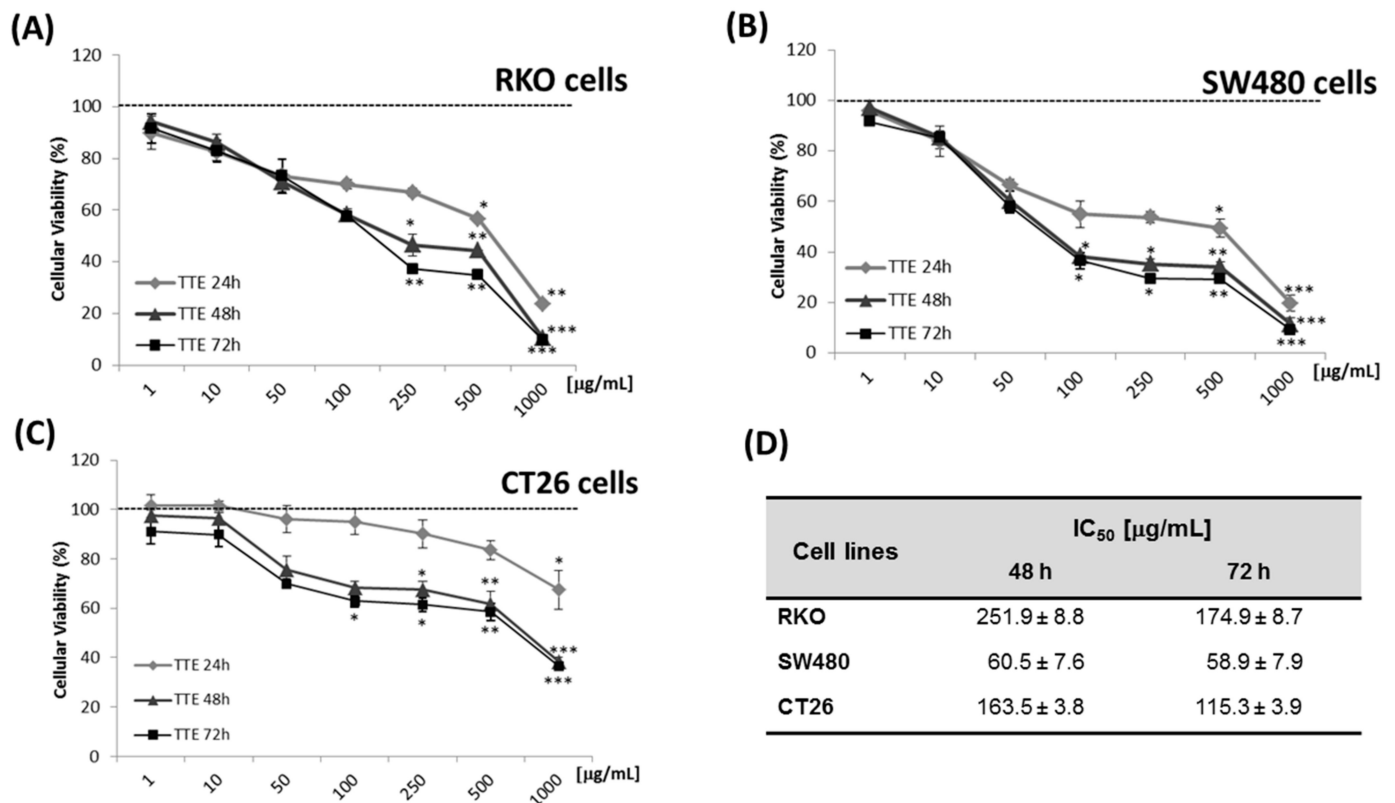 (A)
RKO cells
Cellular Viability (%)
120
100
80
60
40
20
0
* ** ** * ** ** *** ***
TTE 24h
TTE 48h
TTE 72h
1 10 50 100 250 500 1000 [μg/mL]
(B)
SW480 cells
Cellular Viability (%)
120
100
80
60
40
20
0
* * * * * ** ** *** *** ***
TTE 24h
TTE 48h
TTE 72h
1 10 50 100 250 500 1000 [μg/mL]
(C)
CT26 cells
Cellular Viability (%)
120
100
80
60
40
20
0
* * * ** ** * *** ***
TTE 24h
TTE 48h
TTE 72h
1 10 50 100 250 500 1000 [μg/mL]
(D)
Cell lines IC50 [μg/mL]
48 h 72 h
RKO 251.9 ± 8.8 174.9 ± 8.7
SW480 60.5 ± 7.6 58.9 ± 7.9
CT26 163.5 ± 3.8 115.3 ± 3.9